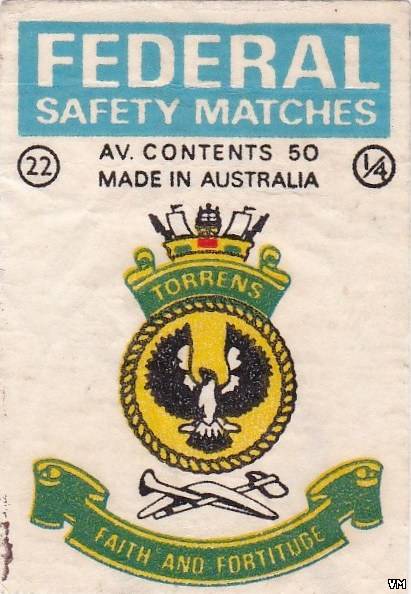 FEDERAL
SAFETY MATCHES
22
AV. CONTENTS 50
MADE IN AUSTRALIA
1/4
TORRENS
FAITH AND FORTITUDE
VM